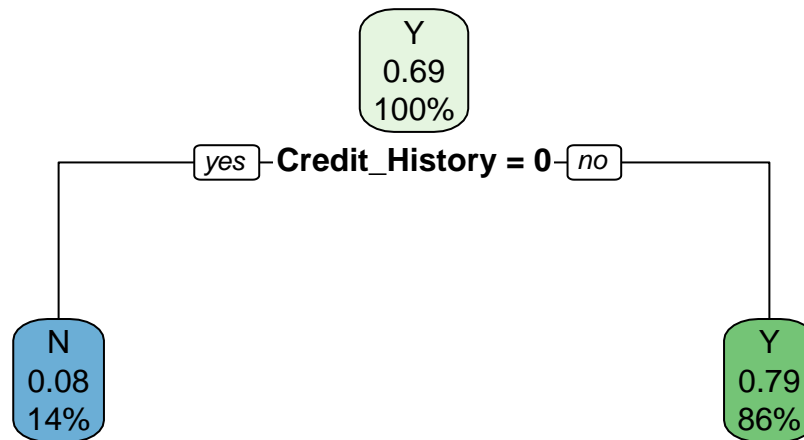 Y
0.69
100%
yes Credit_History = 0 no
N
0.08
14%
Y
0.79
86%